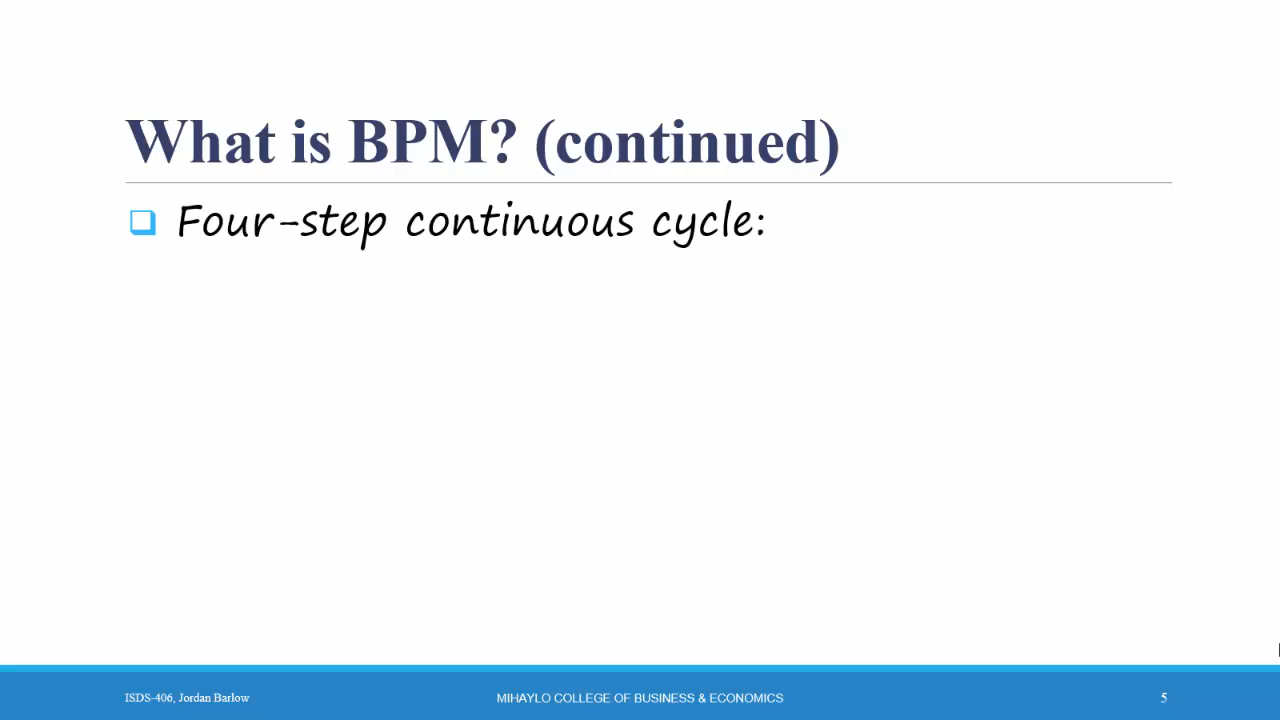 What is BPM? (continued)
Four-step continuous cycle:
ISDS-406, Jordan Barlow
MIHAYLO COLLEGE OF BUSINESS & ECONOMICS
5